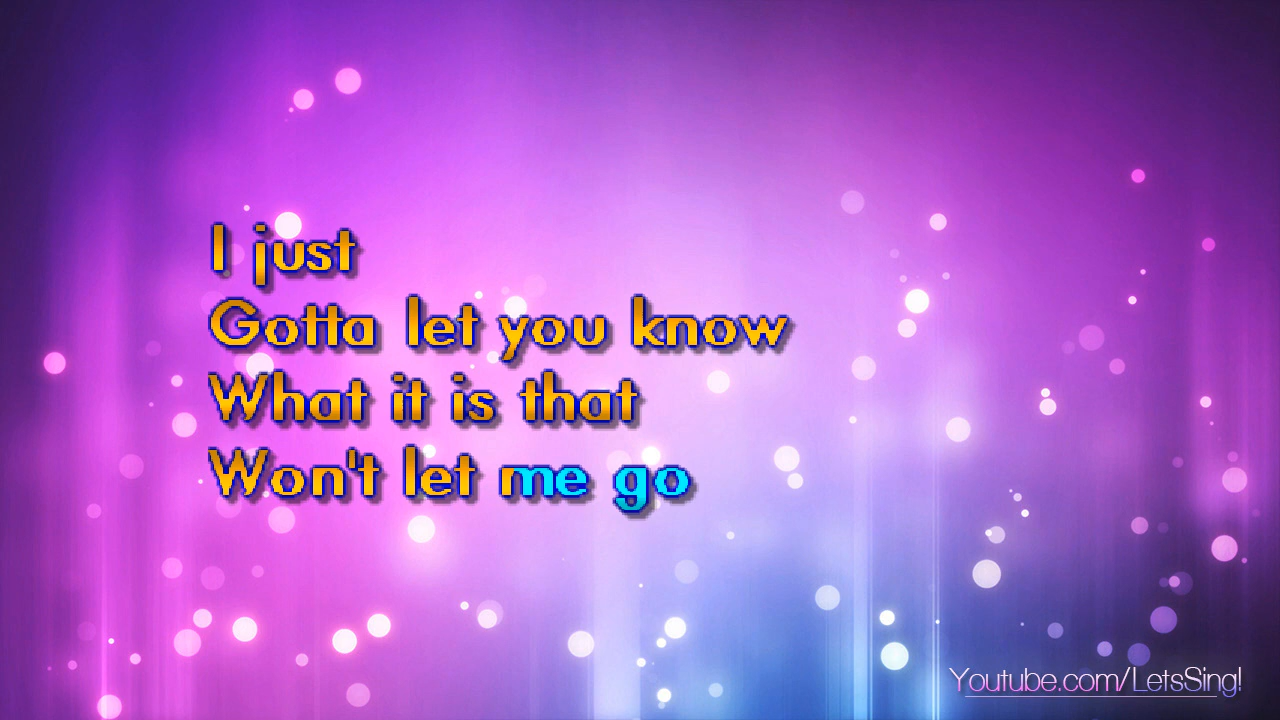 I just
Gotta let you know
What it is that
Won't let me go
Youtube.com/LetsSing!